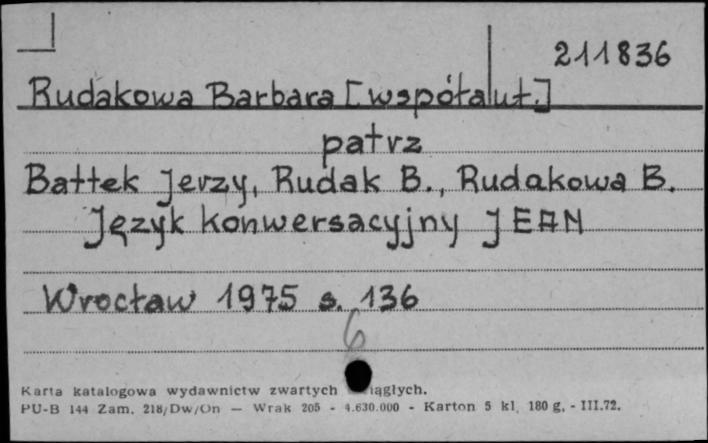 211836
Rudakowa Barbara [współaut.]
patrz
Battek Jerzy, Rudak B., Rudakowa B.
Język konwersacyjny JEAN
Wrocław 1975 s. 136
6
Karta katalogowa wydawnictw zwartych iągłych.
PU-B 144 Zam. 218/Dw/On — Wrak 205 - 4.630.000 - Karton 5 kl. 180 g. - III.72.